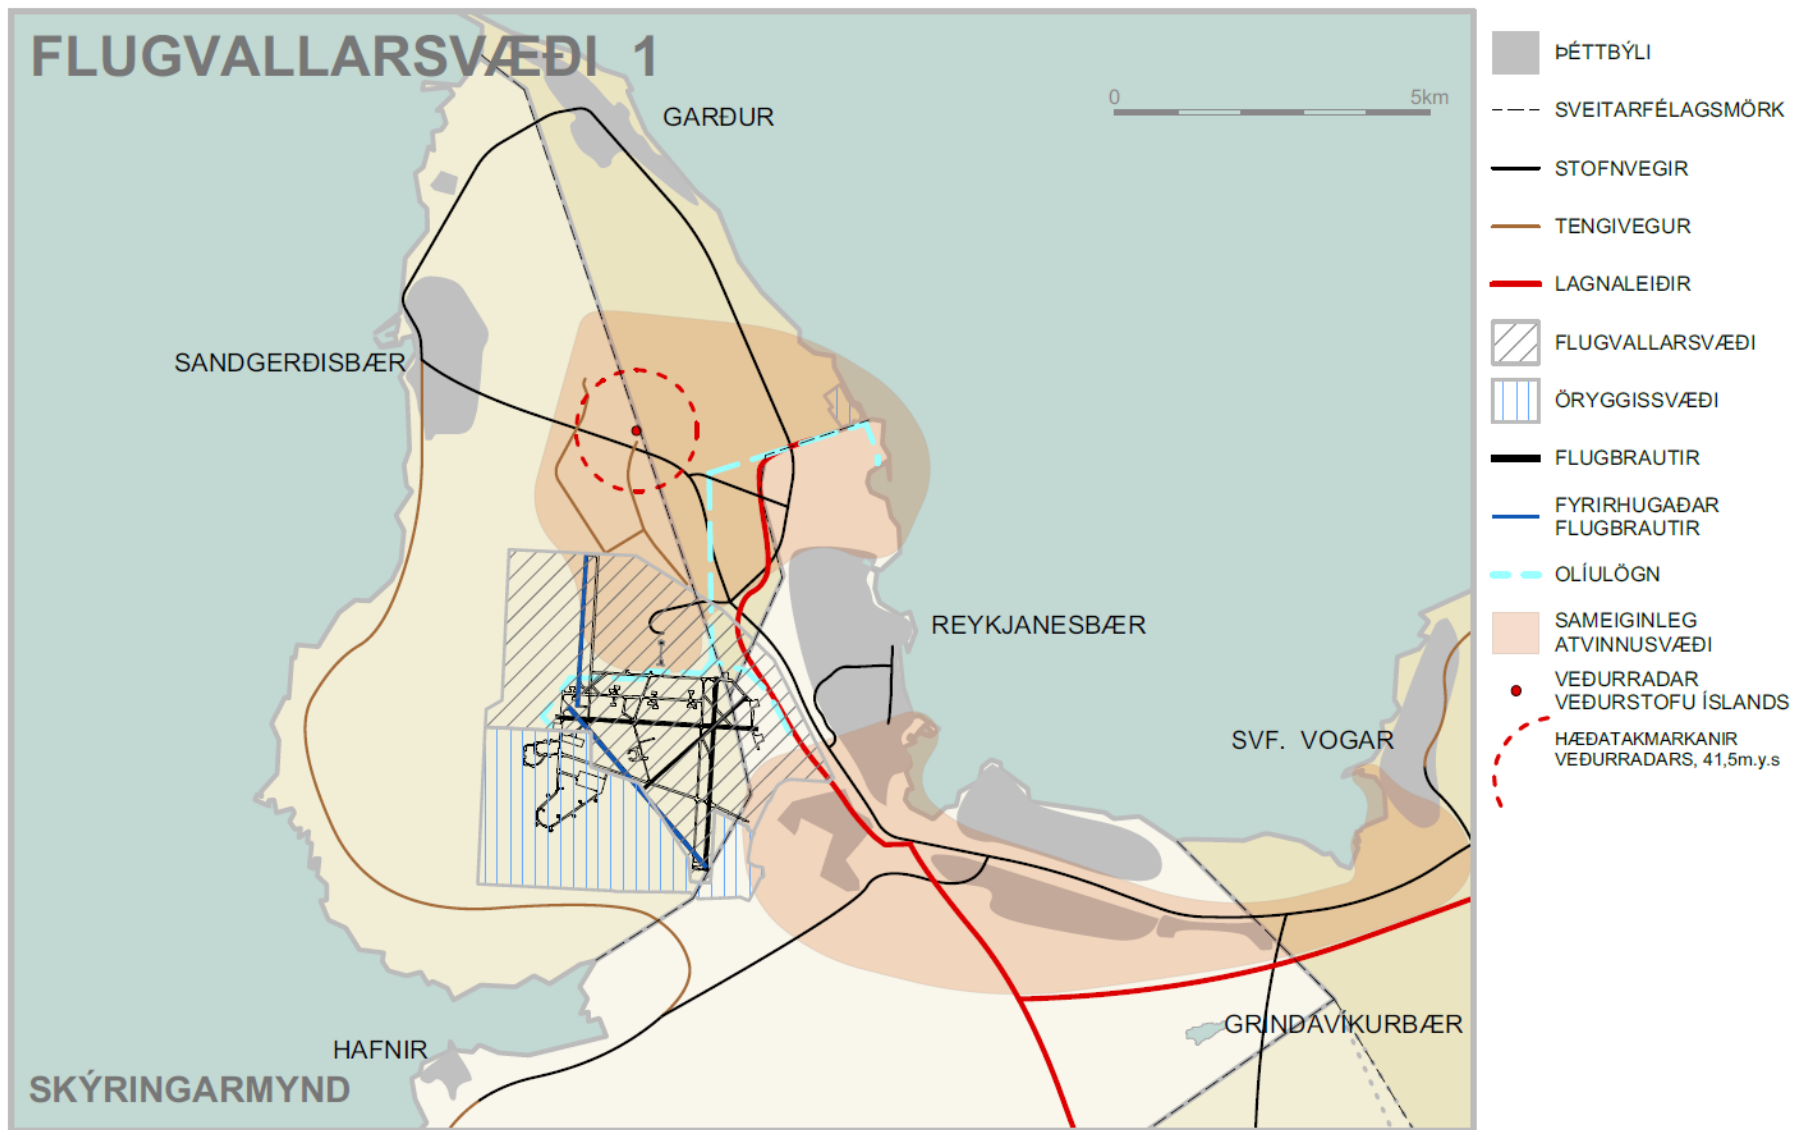 FLUGVALLARSVÆÐI 1
GARÐUR
0 5km
SANDGERÐISBÆR
REYKJANESBÆR
SVF. VOGAR
GRINDAVÍKURBÆR
HAFNIR
SKÝRINGARMYND
ÞÉTTBÝLI
SVEITARFÉLAGSMÖRK
STOFNVEGIR
TENGIVEGUR
LAGNALEIÐIR
FLUGVALLARSVÆÐI
ÖRYGGISSVÆÐI
FLUGBRAUTIR
FYRIRHUGAÐAR
FLUGBRAUTIR
OLÍULÖGN
SAMEIGINLEG
ATVINNUSVÆÐI
VEÐURRADAR
VEÐURSTOFU ÍSLANDS
HÆÐATAKMARKANIR
VEÐURRADARS, 41,5m.y.s